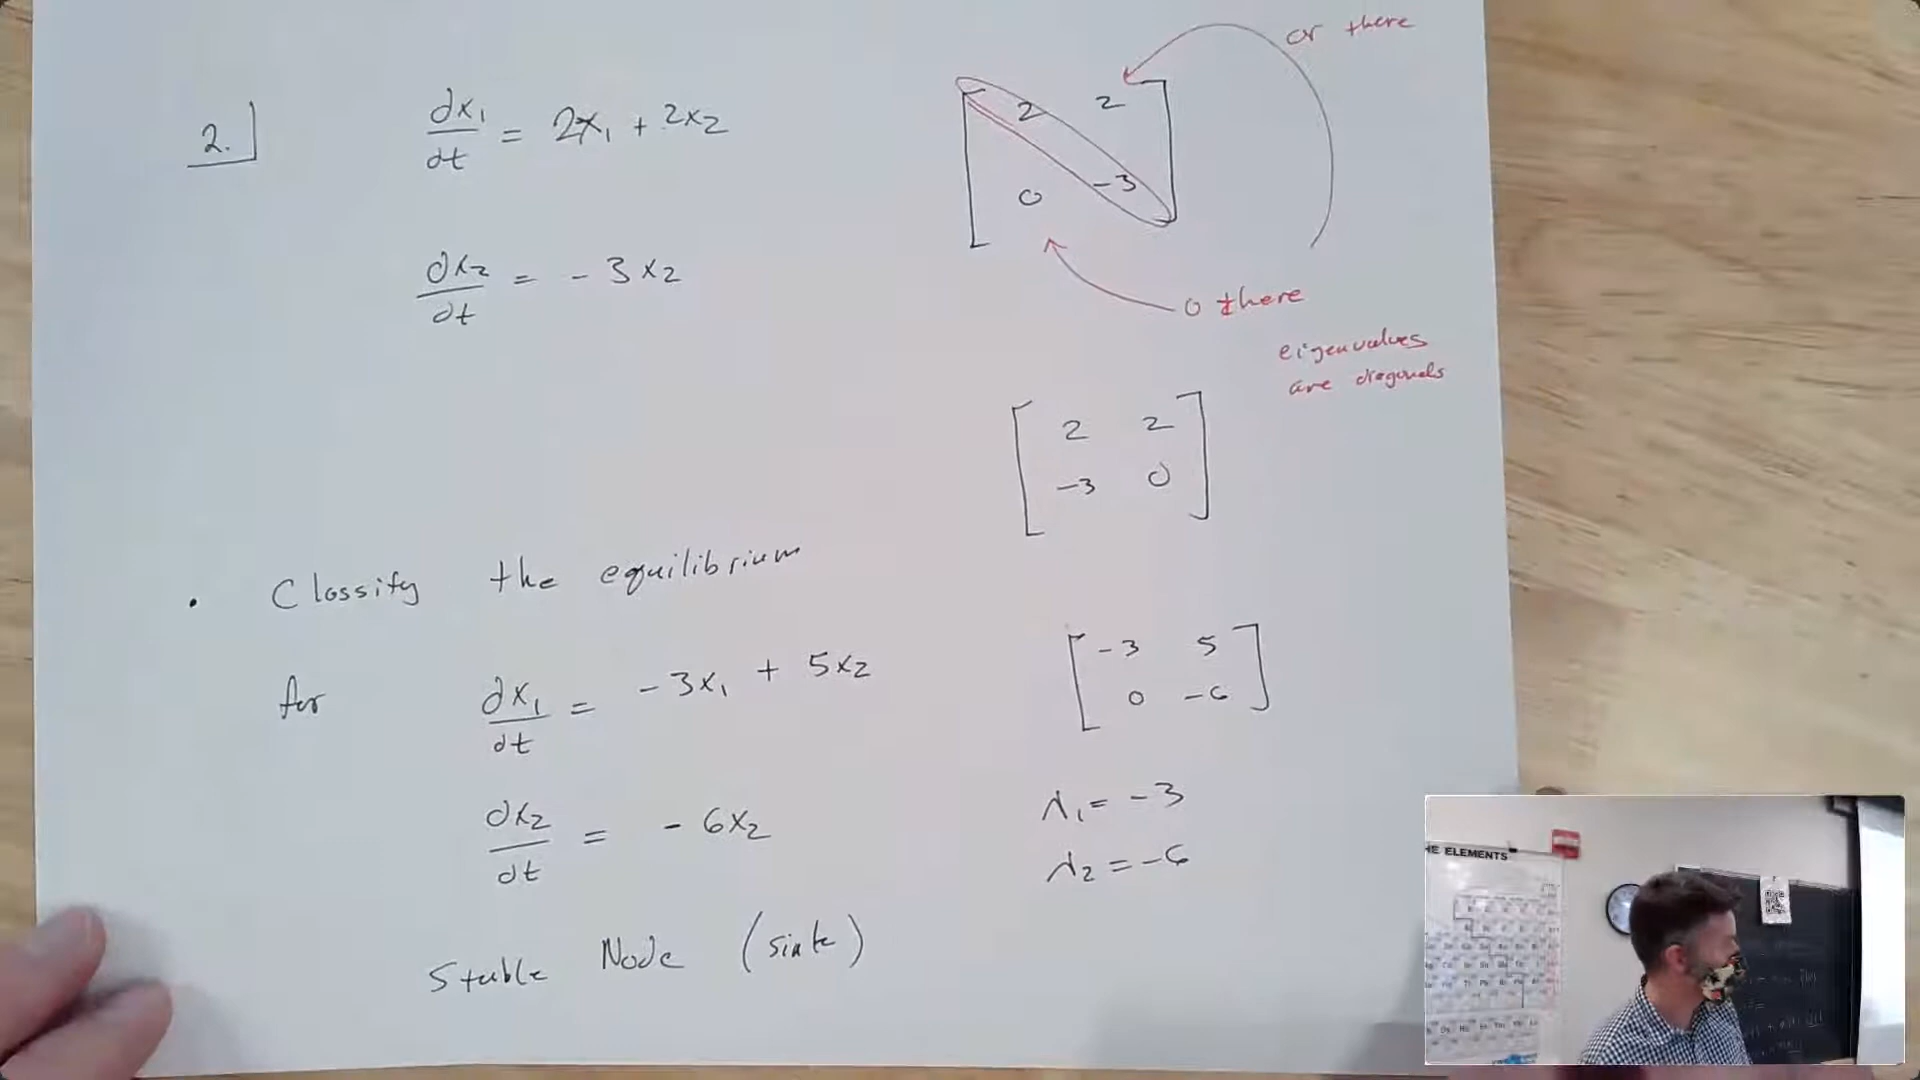 2.
dx₁/dt = 2x₁ + 2x₂
dx₂/dt = - 3x₂
[ 2 2
0 -3 ]
or there
0 there
eigenvalues
are diagonals
[ 2 2
-3 0 ]
• Classify the equilibrium
for dx₁/dt = -3x₁ + 5x₂
dx₂/dt = - 6x₂
[ -3 5
0 -6 ]
λ₁ = -3
λ₂ = -6
Stable Node (sink)
HE ELEMENTS